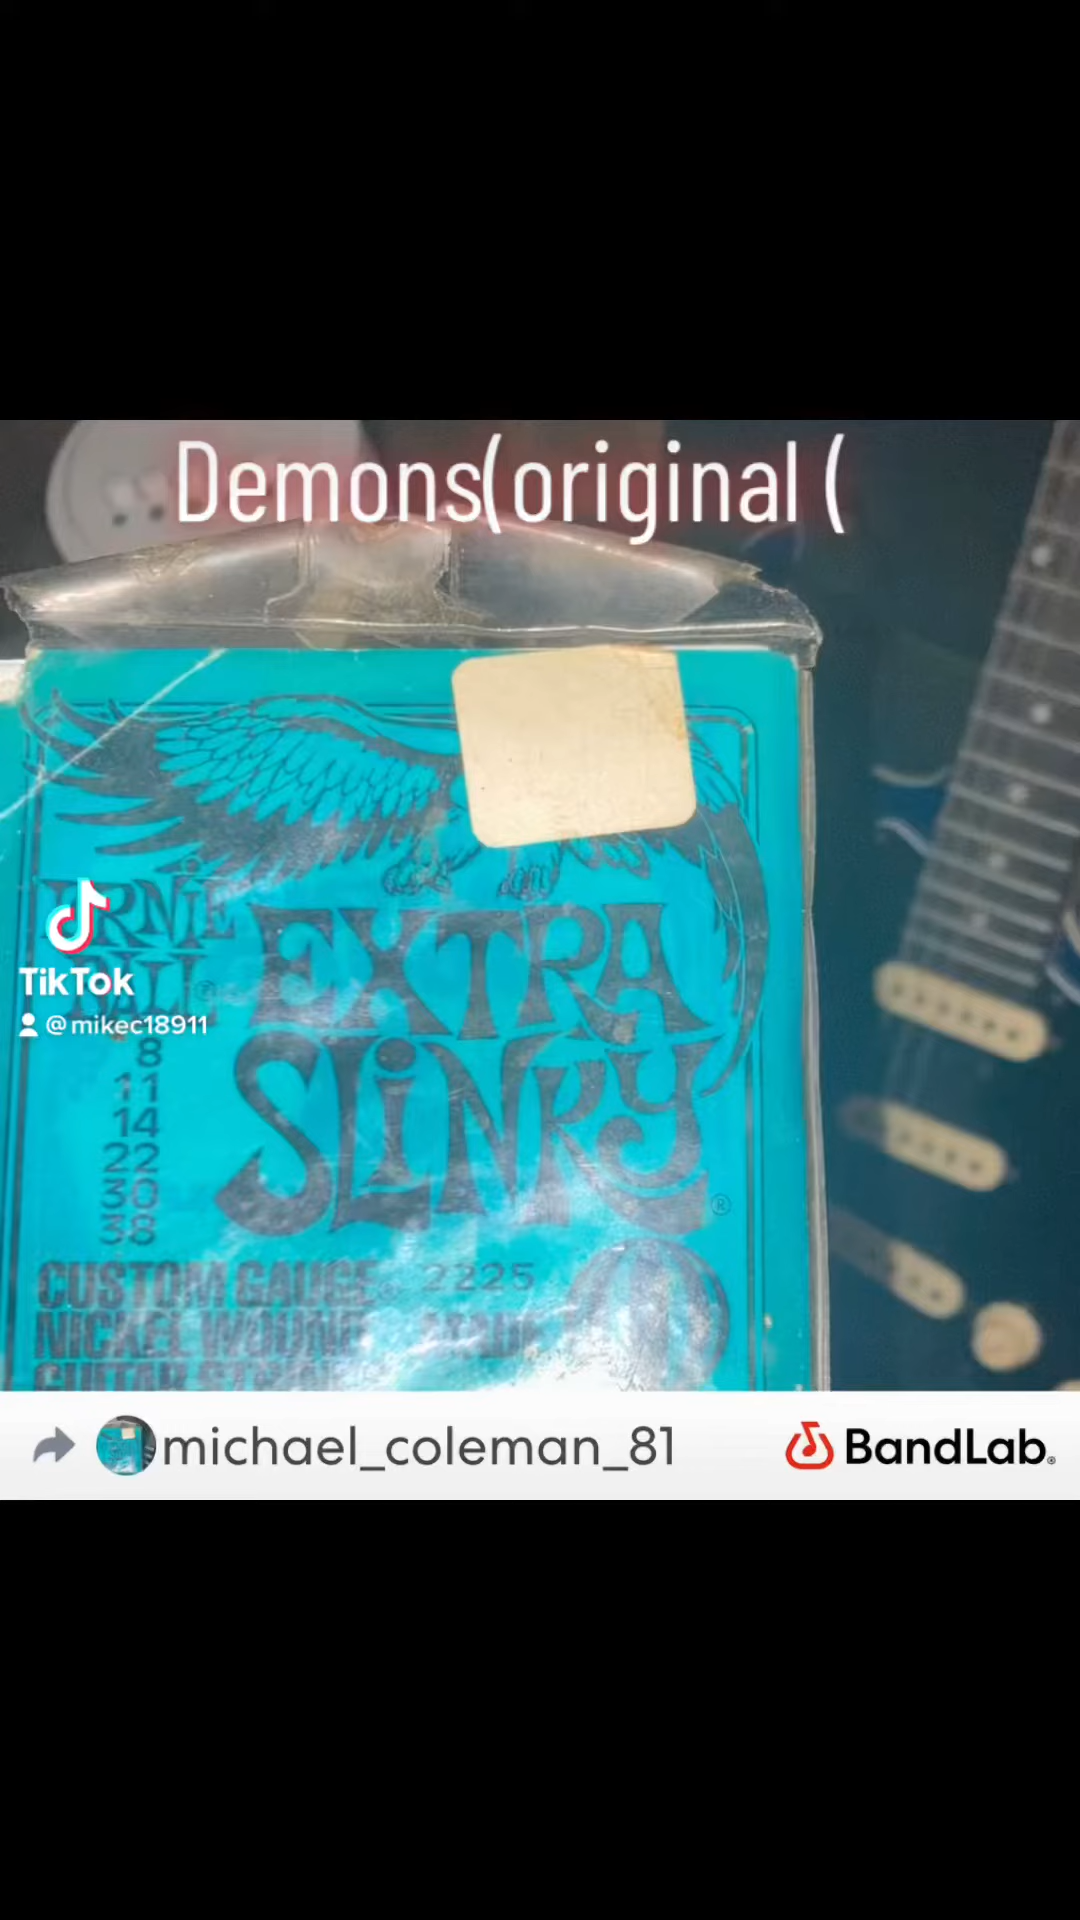 Demons(original (
ERNIE
EXTRA
SLiNKY ®
TikTok
@mikec18911
8
11
14
22
30
38
CUSTOM GAUGE 2225
NICKEL WOUND
michael_coleman_81
BandLab®